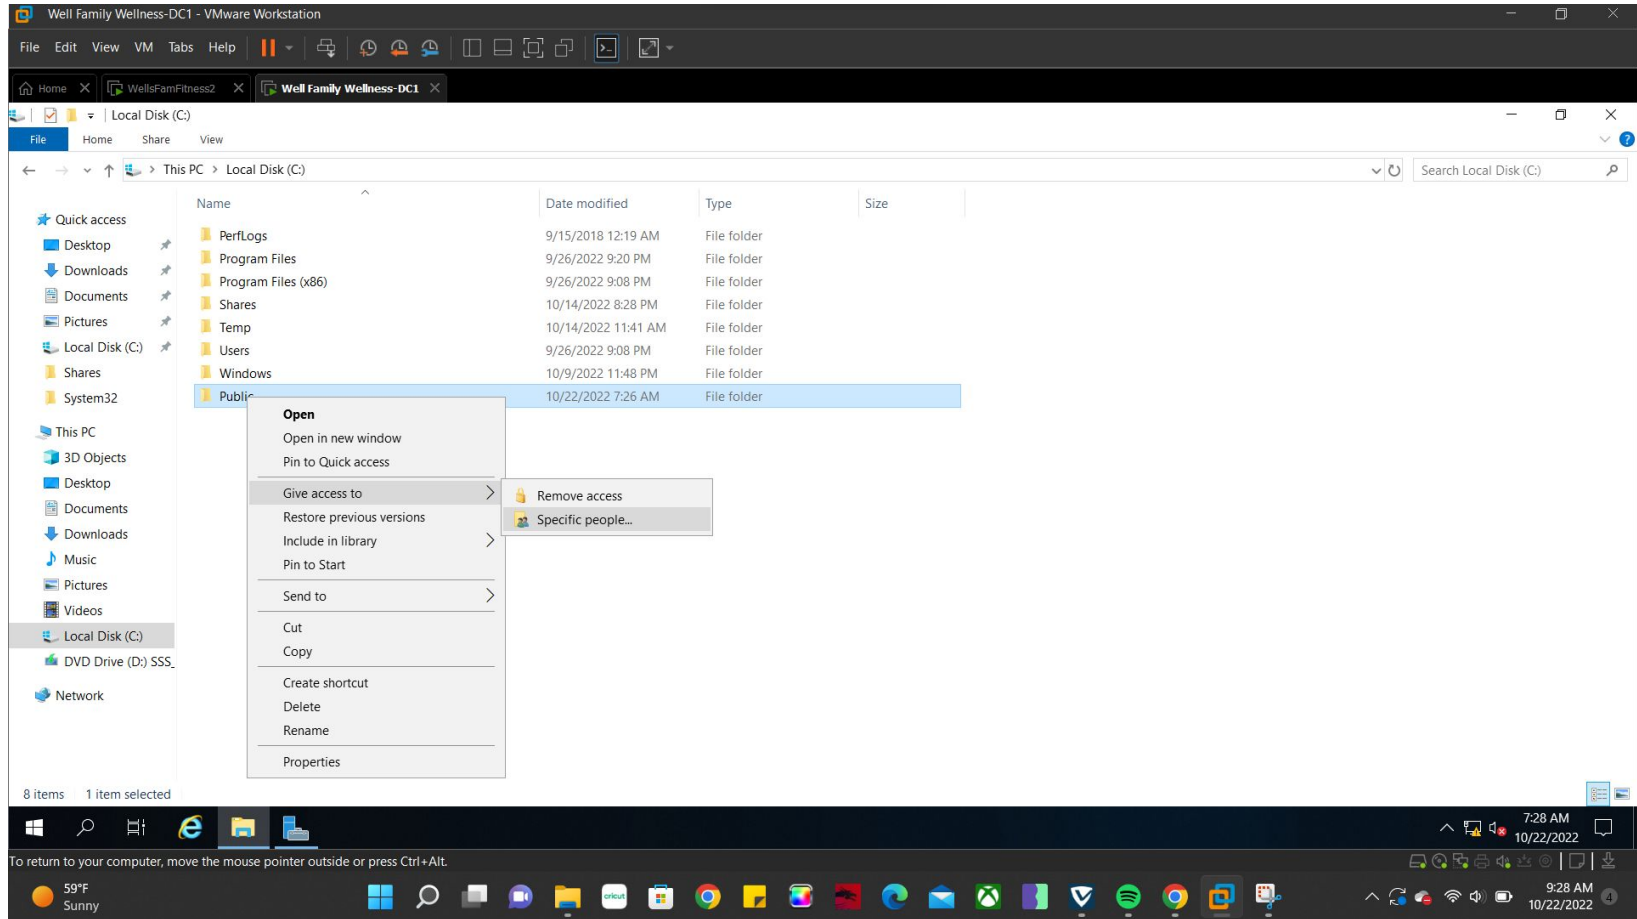 Well Family Wellness-DC1 - VMware Workstation
File Edit View VM Tabs Help
Home WellsFamFitness2 Well Family Wellness-DC1
Local Disk (C:)
File Home Share View
This PC > Local Disk (C:)
Search Local Disk (C:)
Name Date modified Type Size
Quick access
Desktop
Downloads
Documents
Pictures
Local Disk (C:)
Shares
System32
This PC
3D Objects
Desktop
Documents
Downloads
Music
Pictures
Videos
Local Disk (C:)
DVD Drive (D:) SSS_
Network
PerfLogs 9/15/2018 12:19 AM File folder
Program Files 9/26/2022 9:20 PM File folder
Program Files (x86) 9/26/2022 9:08 PM File folder
Shares 10/14/2022 8:28 PM File folder
Temp 10/14/2022 11:41 AM File folder
Users 9/26/2022 9:08 PM File folder
Windows 10/9/2022 11:48 PM File folder
Public 10/22/2022 7:26 AM File folder
Open
Open in new window
Pin to Quick access
Give access to
Restore previous versions
Include in library
Pin to Start
Send to
Cut
Copy
Create shortcut
Delete
Rename
Properties
Remove access
Specific people...
8 items 1 item selected
7:28 AM
10/22/2022
To return to your computer, move the mouse pointer outside or press Ctrl+Alt.
59°F
Sunny
cricut
9:28 AM
10/22/2022
4